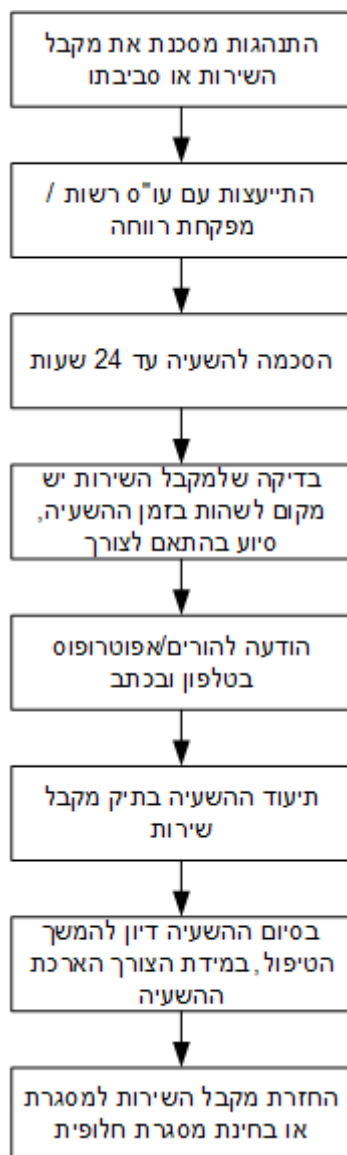 התנהגות מסכנת את מקבל
השירות או סביבתו
התייעצות עם עו"ס רשות /
מפקחת רווחה
הסכמה להשעיה עד 24 שעות
בדיקה שלמקבל השירות יש
מקום לשהות בזמן ההשעיה,
סיוע בהתאם לצורך
הודעה להורים/אפוטרופוס
בטלפון ובכתב
תיעוד ההשעיה בתיק מקבל
שירות
בסיום ההשעיה דיון להמשך
הטיפול, במידת הצורך הארכת
ההשעיה
החזרת מקבל השירות למסגרת
או בחינת מסגרת חלופית